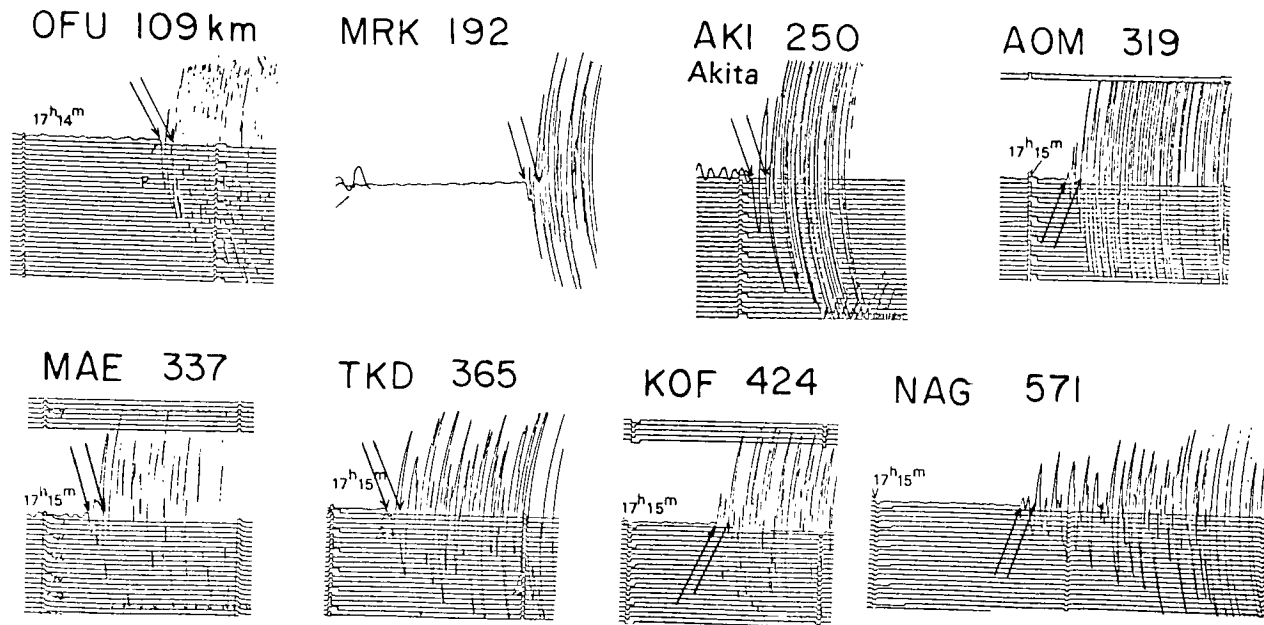 OFU 109 km
MRK 192
AKI 250
Akita
AOM 319
17h14m
17h15m
MAE 337
TKD 365
KOF 424
NAG 571
17h15m
17h15m
17h15m
17h15m